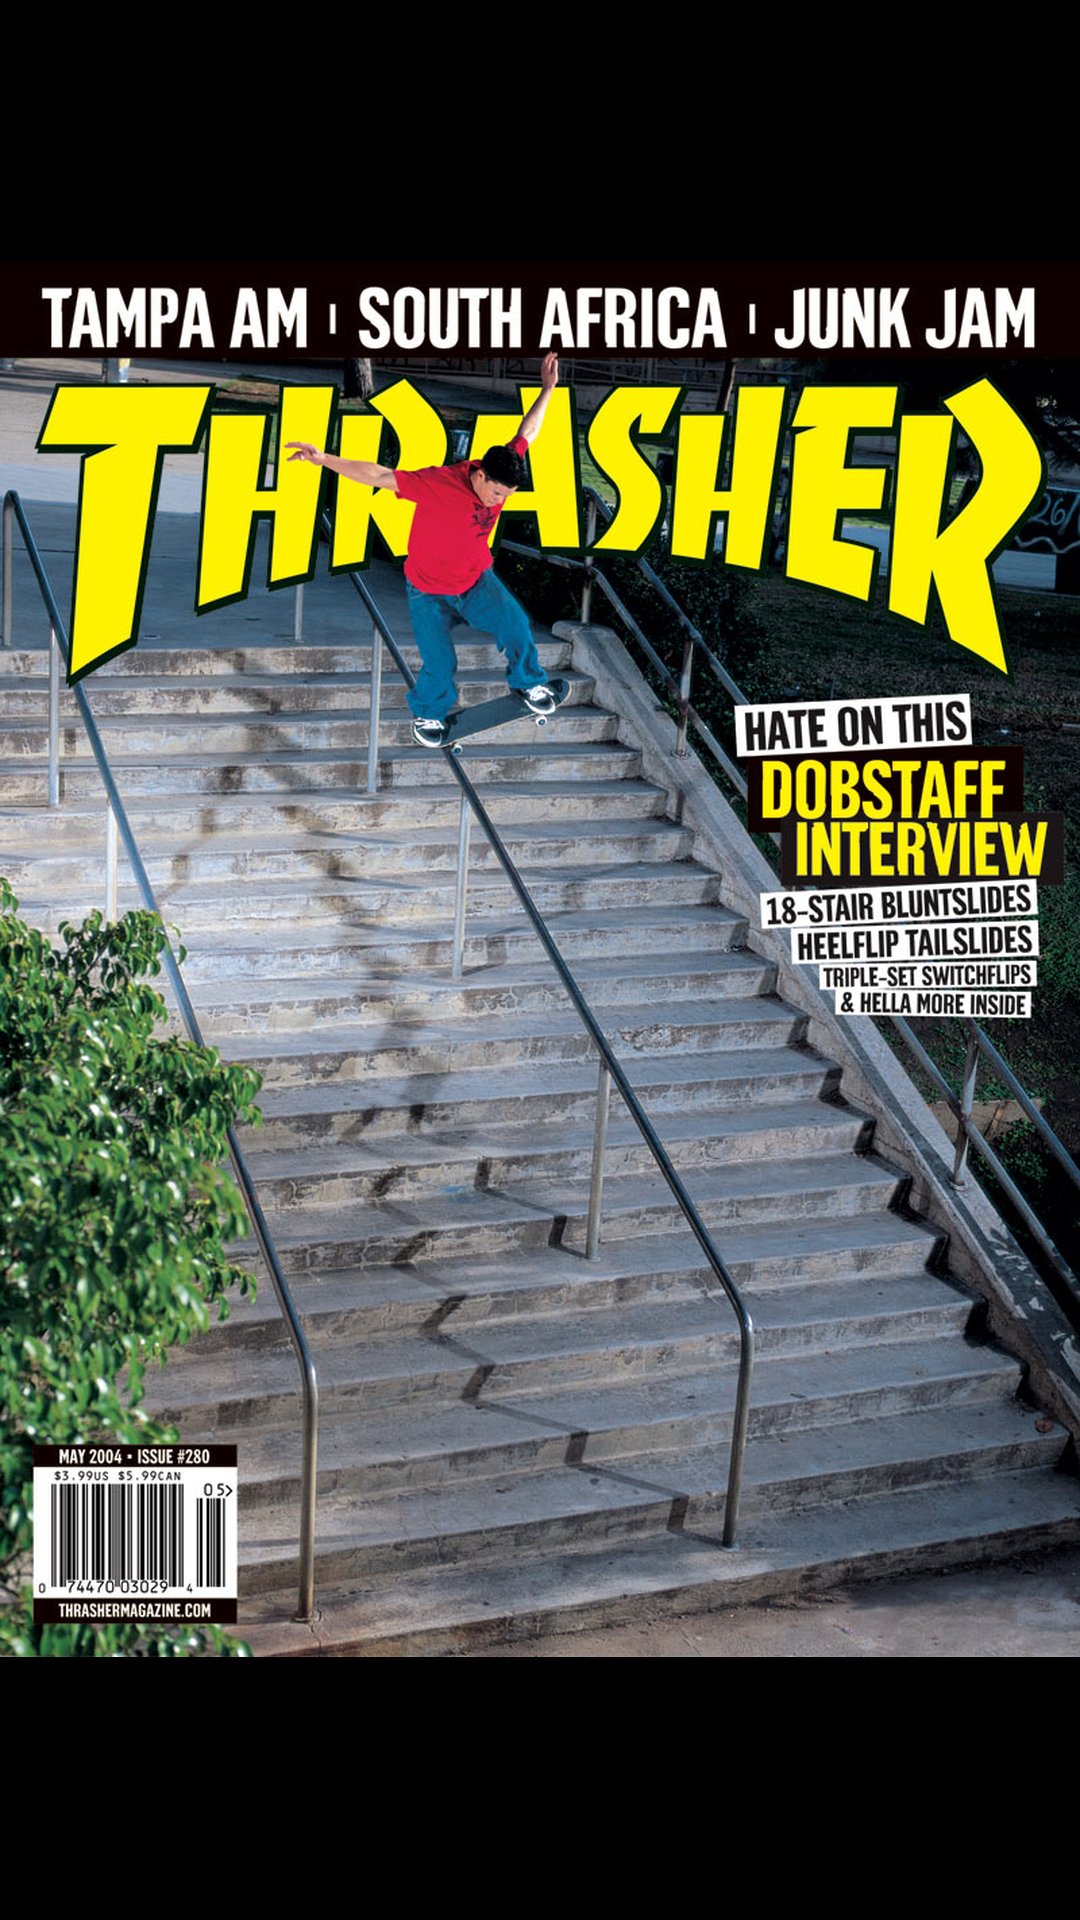 TAMPA AM | SOUTH AFRICA | JUNK JAM
THRASHER
HATE ON THIS
DOBSTAFF
INTERVIEW
18-STAIR BLUNTSLIDES
HEELFLIP TAILSLIDES
TRIPLE-SET SWITCHFLIPS
& HELLA MORE INSIDE
26/
MAY 2004 • ISSUE #280
$3.99US $5.99CAN
05>
0 74470 03029 4
THRASHERMAGAZINE.COM